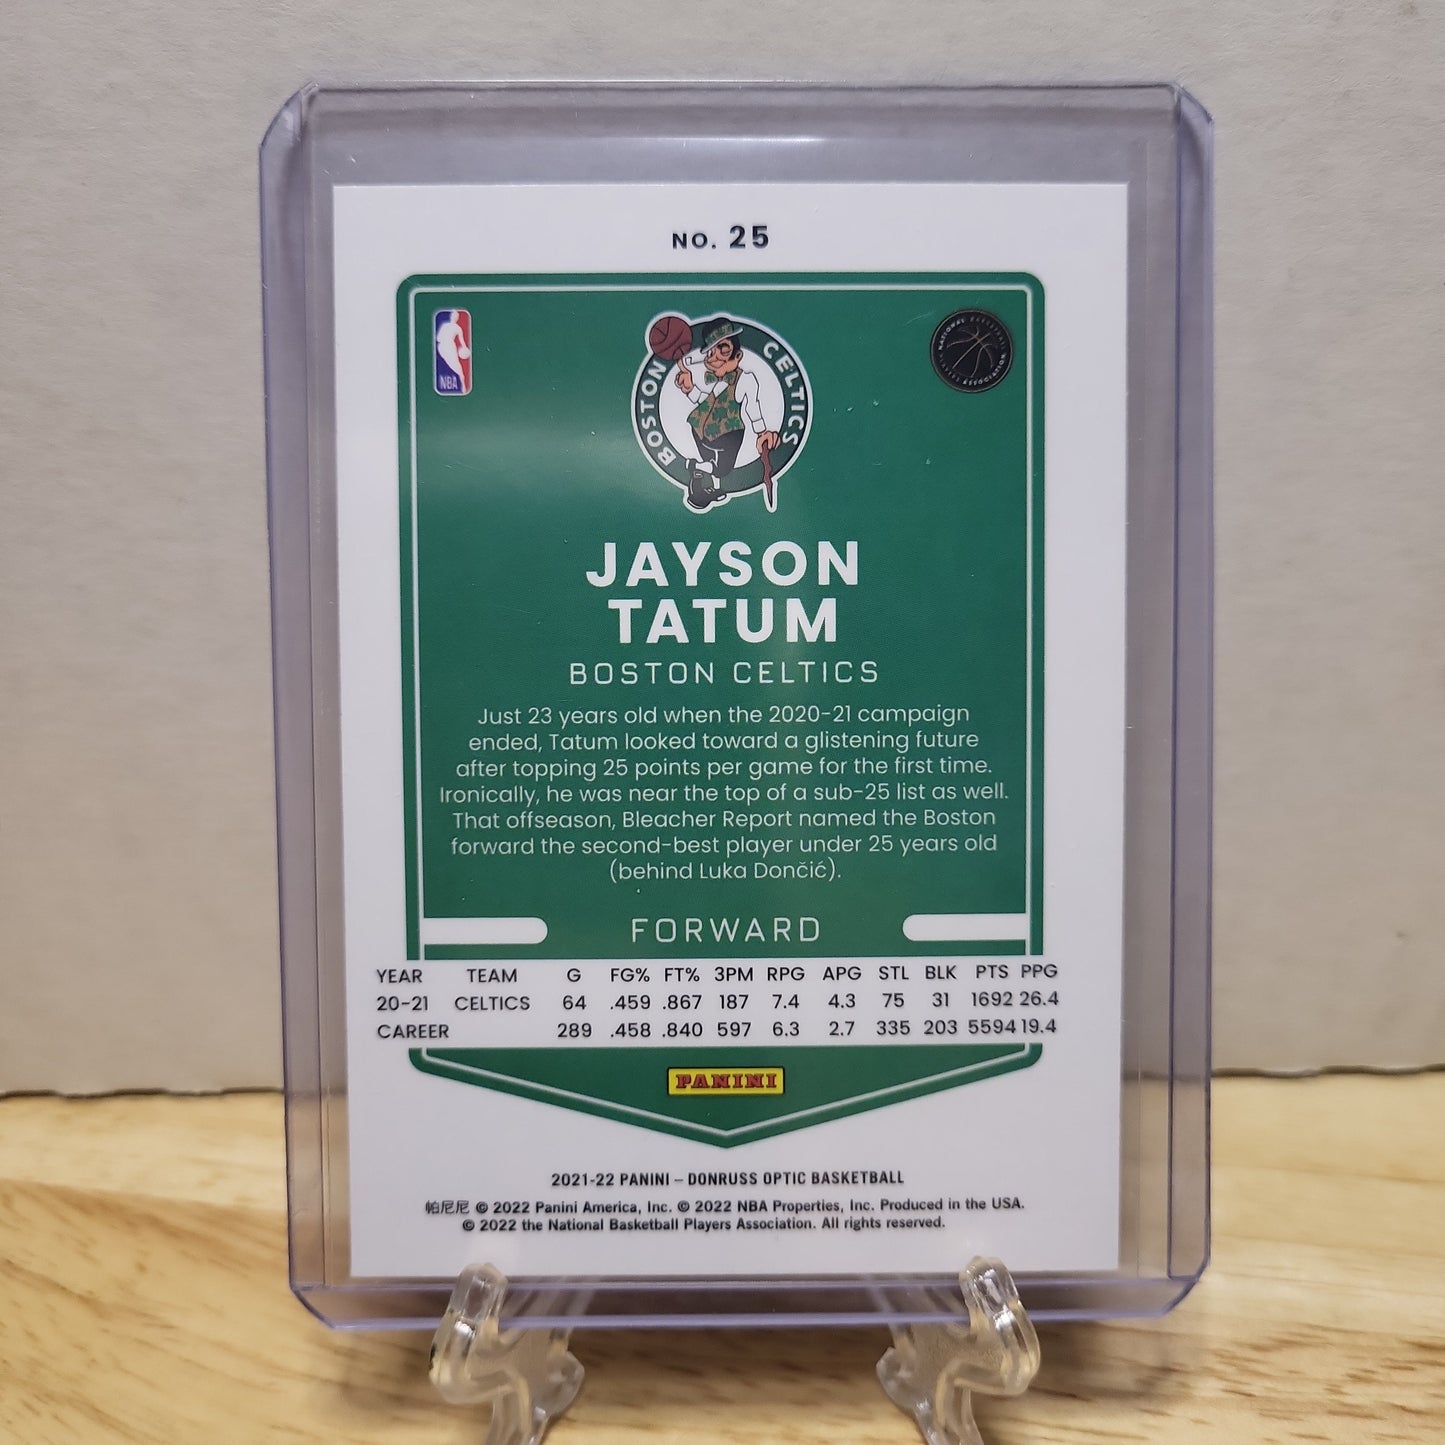 NO. 25
NBA
BOSTON CELTICS
NATIONAL BASKETBALL PLAYERS ASSOCIATION
JAYSON
TATUM
BOSTON CELTICS
Just 23 years old when the 2020-21 campaign
ended, Tatum looked toward a glistening future
after topping 25 points per game for the first time.
Ironically, he was near the top of a sub-25 list as well.
That offseason, Bleacher Report named the Boston
forward the second-best player under 25 years old
(behind Luka Dončić).
FORWARD
YEAR TEAM G FG% FT% 3PM RPG APG STL BLK PTS PPG
20-21 CELTICS 64 .459 .867 187 7.4 4.3 75 31 1692 26.4
CAREER 289 .458 .840 597 6.3 2.7 335 203 5594 19.4
PANINI
2021-22 PANINI – DONRUSS OPTIC BASKETBALL
帕尼尼 © 2022 Panini America, Inc. © 2022 NBA Properties, Inc. Produced in the USA.
© 2022 the National Basketball Players Association. All rights reserved.